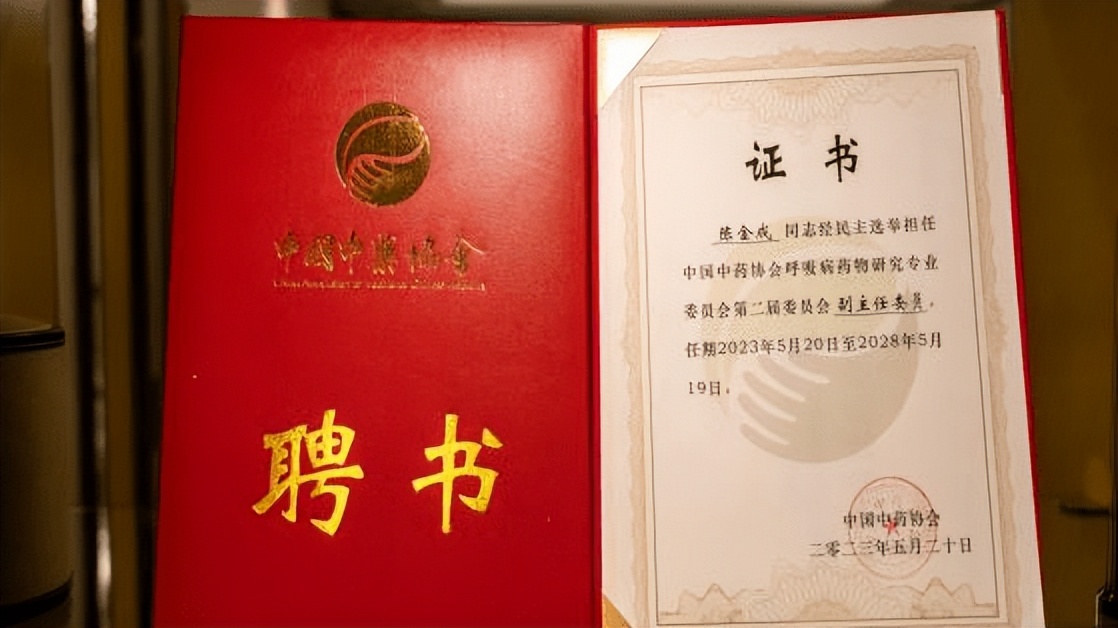 中国中药协会
聘书
证书
陈金成 同志经民主选举担任
中国中药协会呼吸病药物研究专业
委员会第二届委员会副主任委员。
任期2023年5月20日至2028年5月
19日。
中国中药协会
二零二三年五月二十日